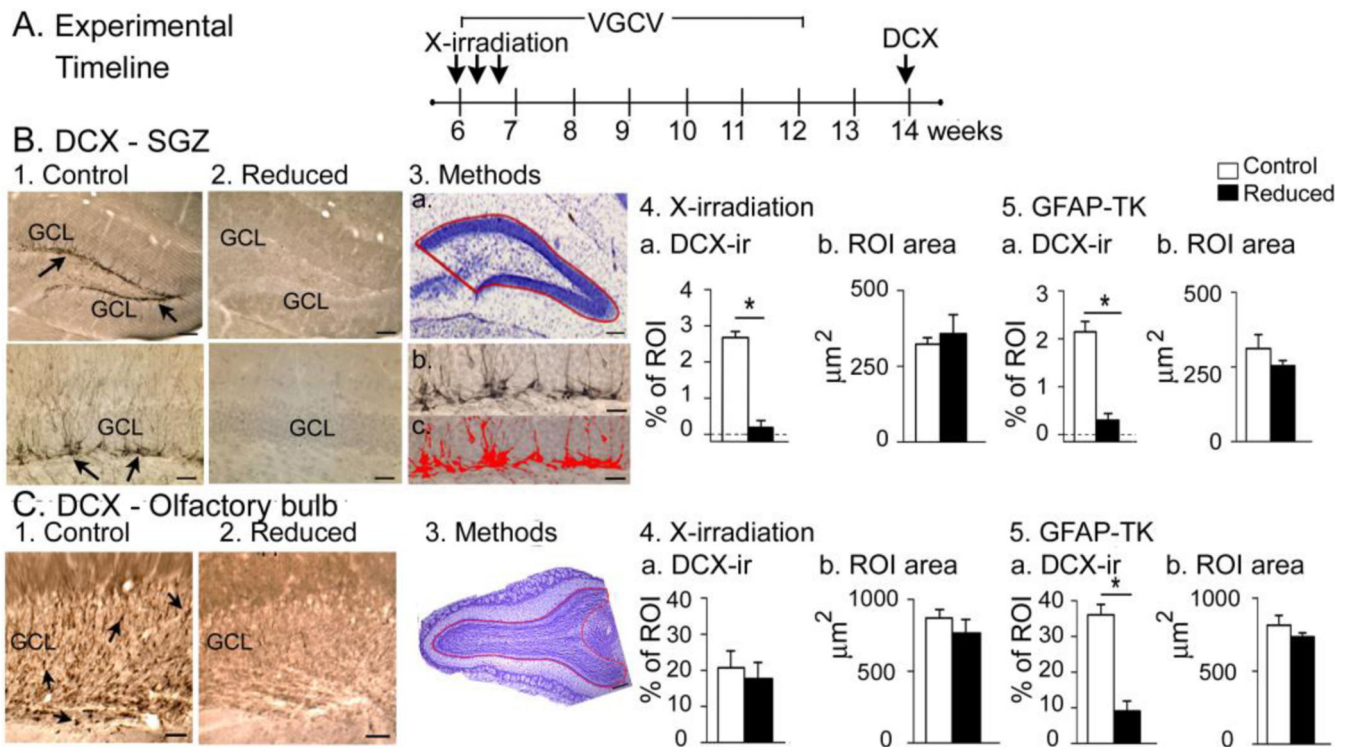 A. Experimental
Timeline
VGCV
X-irradiation
DCX
6 7 8 9 10 11 12 13 14 weeks
B. DCX - SGZ
1. Control
GCL
GCL
GCL
2. Reduced
GCL
GCL
GCL
3. Methods
a.
b.
c.
Control
Reduced
4. X-irradiation
a. DCX-ir
% of ROI
4
3
2
1
0
*
b. ROI area
μm²
500
250
0
5. GFAP-TK
a. DCX-ir
% of ROI
3
2
1
0
*
b. ROI area
μm²
500
250
0
C. DCX - Olfactory bulb
1. Control
GCL
2. Reduced
GCL
3. Methods
4. X-irradiation
a. DCX-ir
% of ROI
40
30
20
10
0
b. ROI area
μm²
1000
500
0
5. GFAP-TK
a. DCX-ir
% of ROI
40
30
20
10
0
*
b. ROI area
μm²
1000
500
0